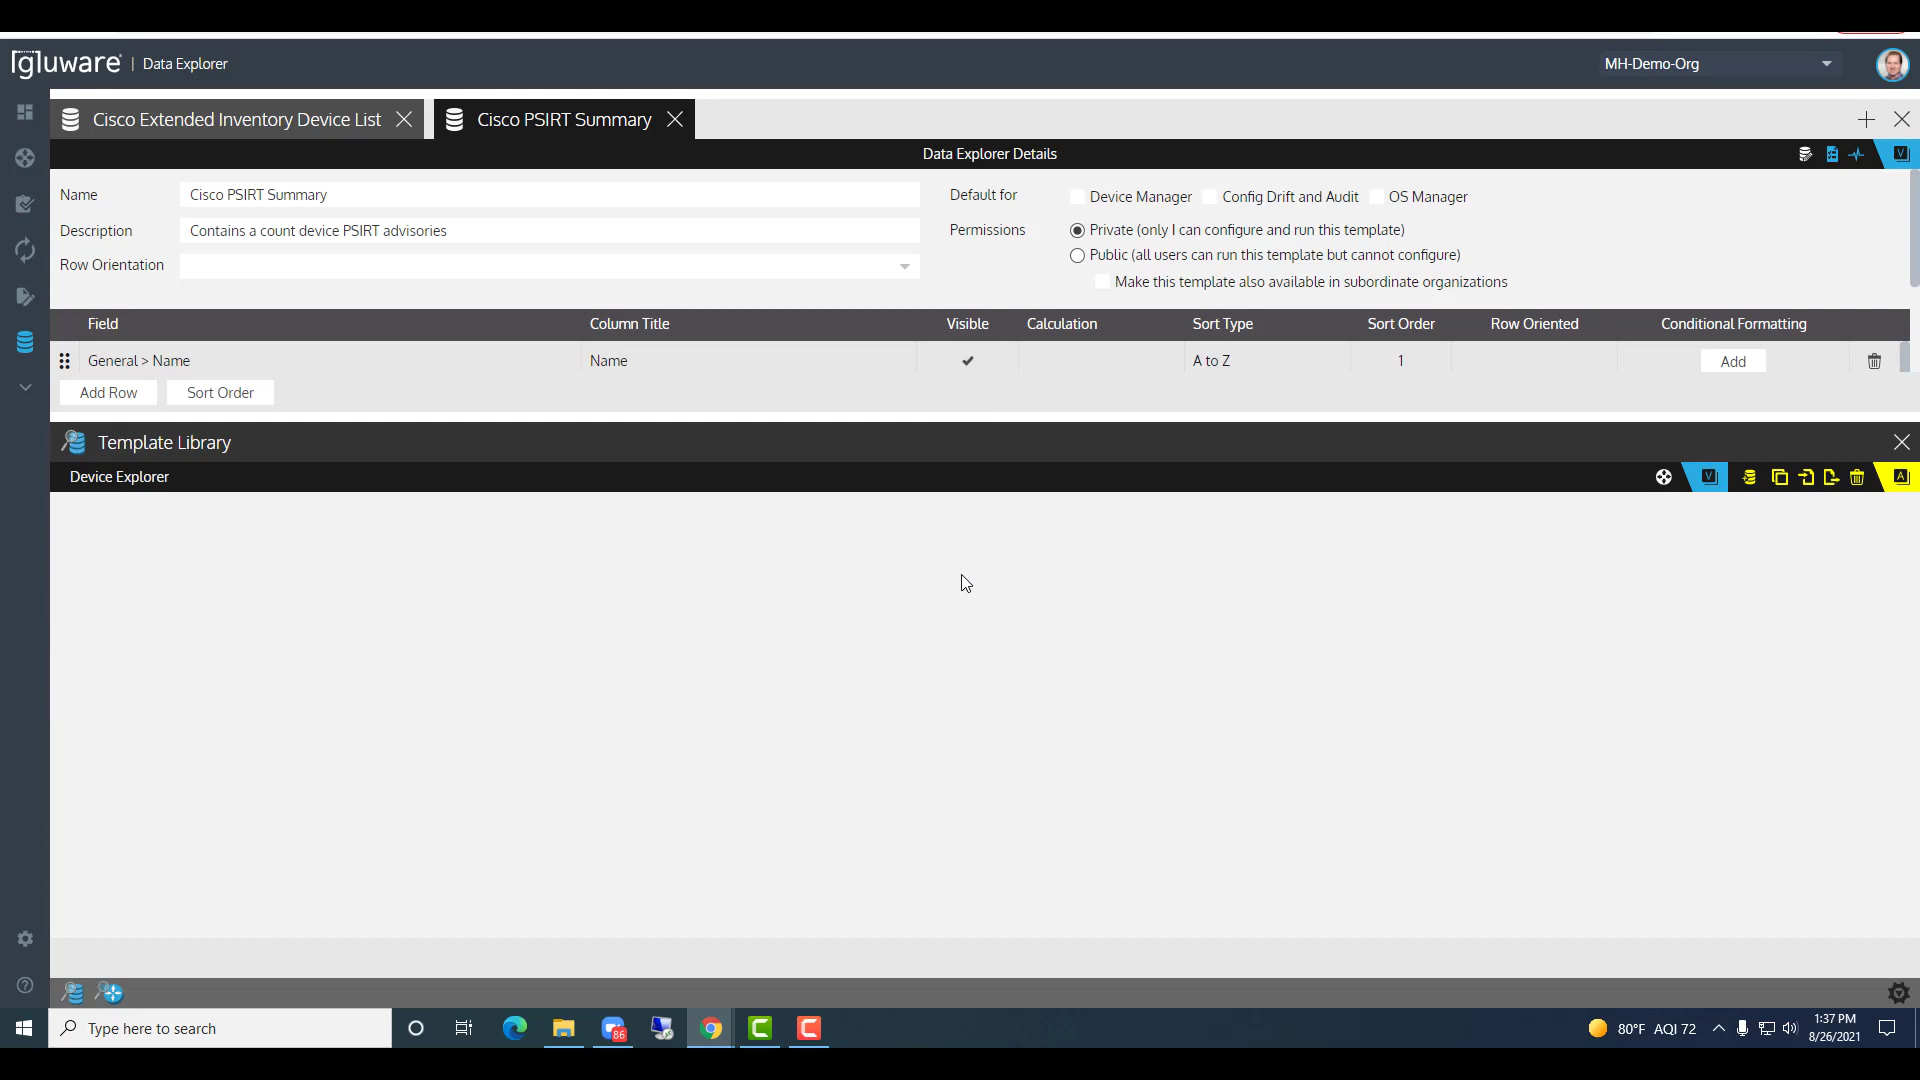 [gluware | Data Explorer
MH-Demo-Org
Cisco Extended Inventory Device List
Cisco PSIRT Summary
Data Explorer Details
V
Name
Cisco PSIRT Summary
Default for
Device Manager
Config Drift and Audit
OS Manager
Description
Contains a count device PSIRT advisories
Permissions
Private (only I can configure and run this template)
Public (all users can run this template but cannot configure)
Row Orientation
Make this template also available in subordinate organizations
Field
Column Title
Visible
Calculation
Sort Type
Sort Order
Row Oriented
Conditional Formatting
General > Name
Name
A to Z
1
Add
Add Row
Sort Order
Template Library
Device Explorer
V
A
Type here to search
86
80°F AQI 72
1:37 PM
8/26/2021